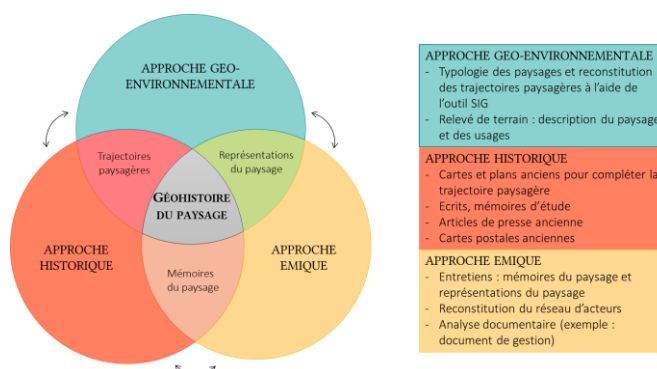 APPROCHE GEO-
ENVIRONNEMENTALE
Trajectoires
paysagères
Représentations
du paysage
GÉOHISTOIRE
DU PAYSAGE
APPROCHE
HISTORIQUE
APPROCHE
EMIQUE
Mémoires
du paysage
APPROCHE GEO-ENVIRONNEMENTALE
- Typologie des paysages et reconstitution
des trajectoires paysagères à l'aide de
l'outil SIG
- Relevé de terrain : description du paysage
et des usages
APPROCHE HISTORIQUE
- Cartes et plans anciens pour compléter la
trajectoire paysagère
- Ecrits, mémoires d'étude
- Articles de presse ancienne
- Cartes postales anciennes
APPROCHE EMIQUE
- Entretiens : mémoires du paysage et
représentations du paysage
- Reconstitution du réseau d'acteurs
- Analyse documentaire (exemple :
document de gestion)